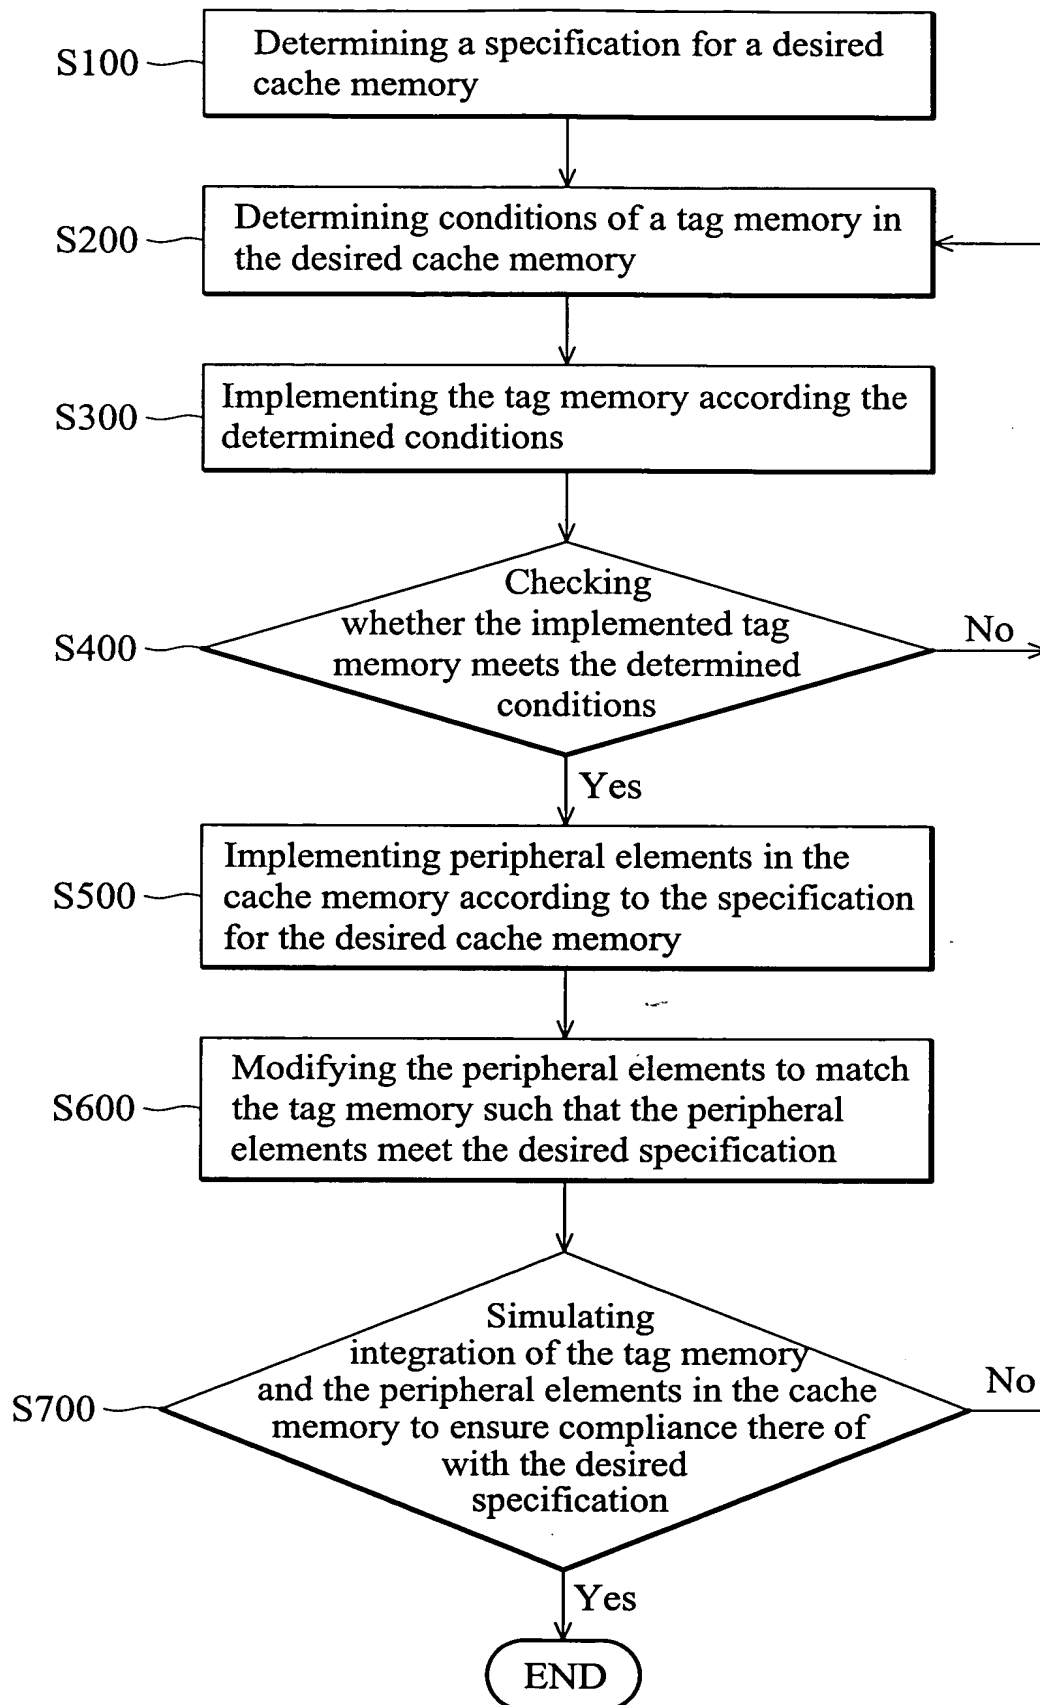 S100
Determining a specification for a desired
cache memory
S200
Determining conditions of a tag memory in
the desired cache memory
S300
Implementing the tag memory according the
determined conditions
S400
Checking
whether the implemented tag
memory meets the determined
conditions
No
Yes
S500
Implementing peripheral elements in the
cache memory according to the specification
for the desired cache memory
S600
Modifying the peripheral elements to match
the tag memory such that the peripheral
elements meet the desired specification
S700
Simulating
integration of the tag memory
and the peripheral elements in the cache
memory to ensure compliance there of
with the desired
specification
No
Yes
END